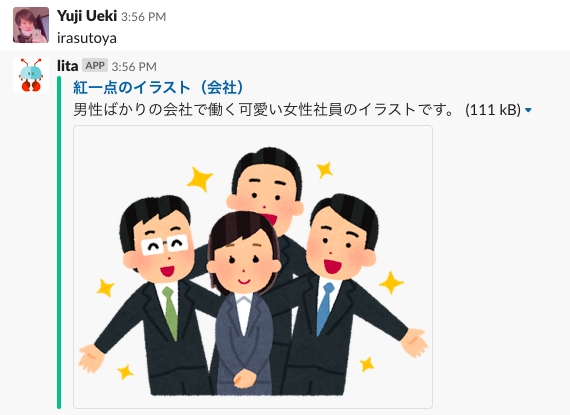 Yuji Ueki 3:56 PM
irasutoya
lita APP 3:56 PM
紅一点のイラスト（会社）
男性ばかりの会社で働く可愛い女性社員のイラストです。 (111 kB)